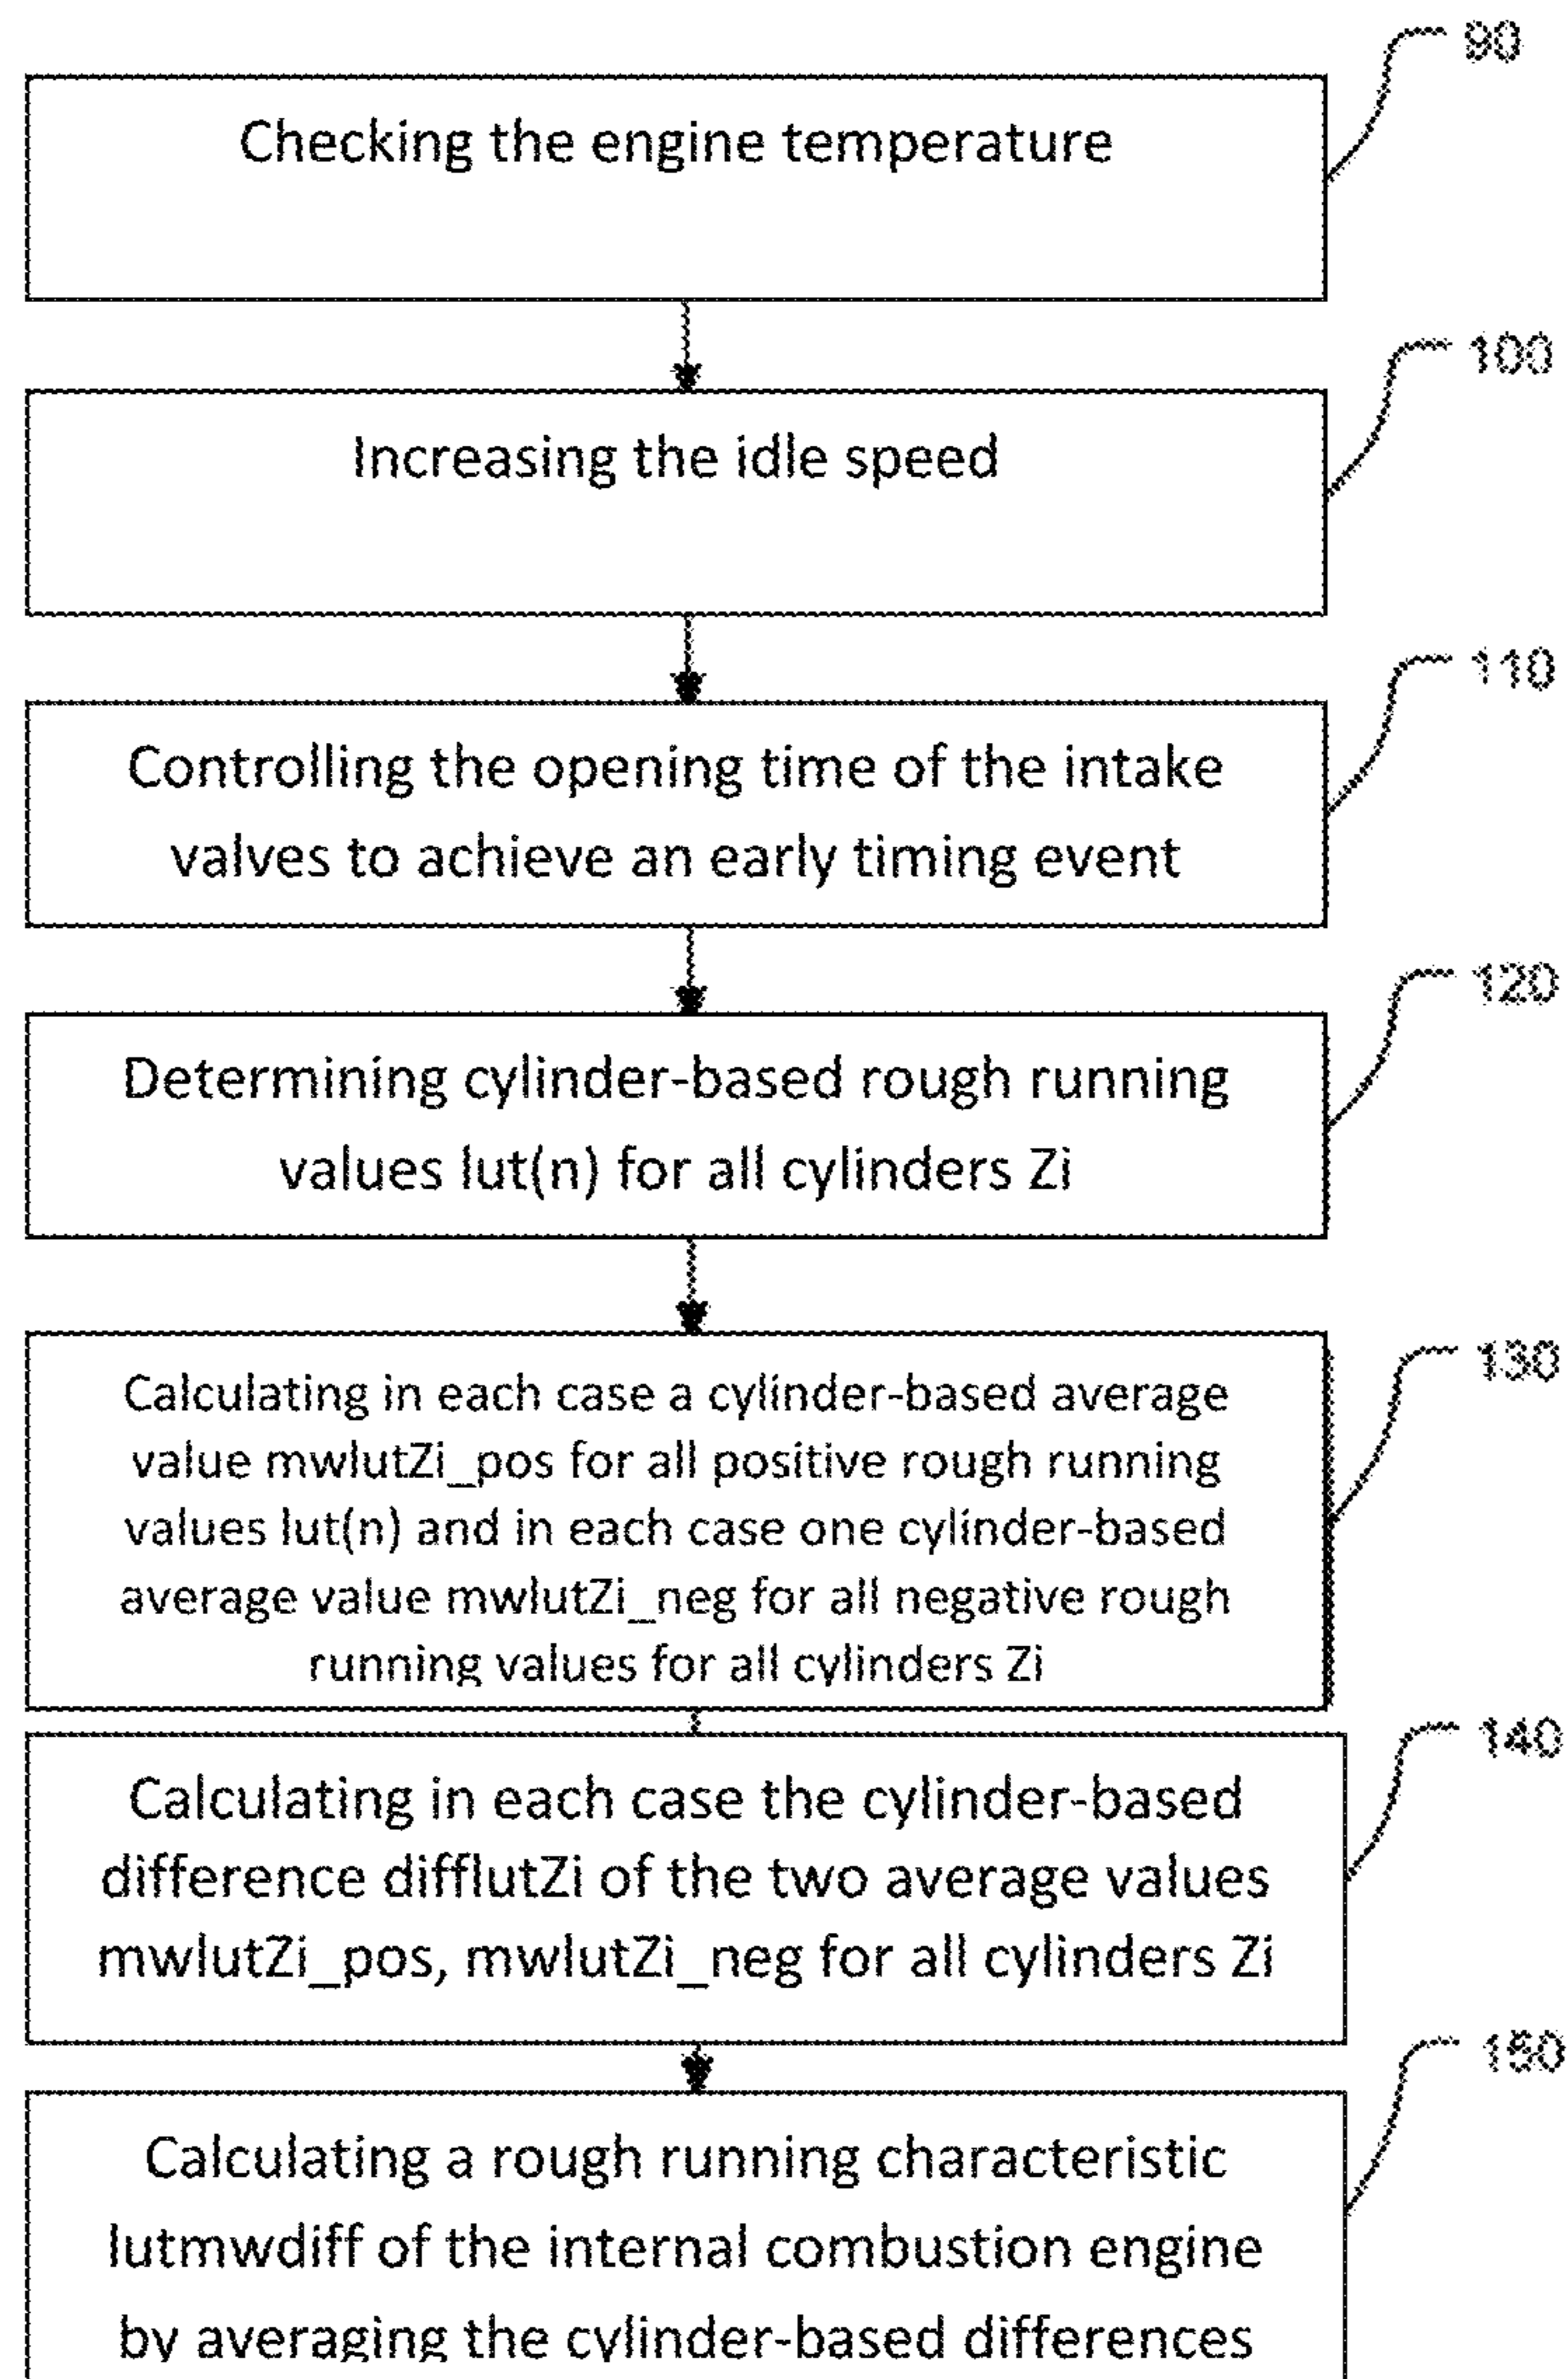 90
Checking the engine temperature
100
Increasing the idle speed
110
Controlling the opening time of the intake
valves to achieve an early timing event
120
Determining cylinder-based rough running
values lut(n) for all cylinders Zi
130
Calculating in each case a cylinder-based average
value mwlutZi_pos for all positive rough running
values lut(n) and in each case one cylinder-based
average value mwlutZi_neg for all negative rough
running values for all cylinders Zi
140
Calculating in each case the cylinder-based
difference difflutZi of the two average values
mwlutZi_pos, mwlutZi_neg for all cylinders Zi
150
Calculating a rough running characteristic
lutmwdiff of the internal combustion engine
by averaging the cylinder-based differences